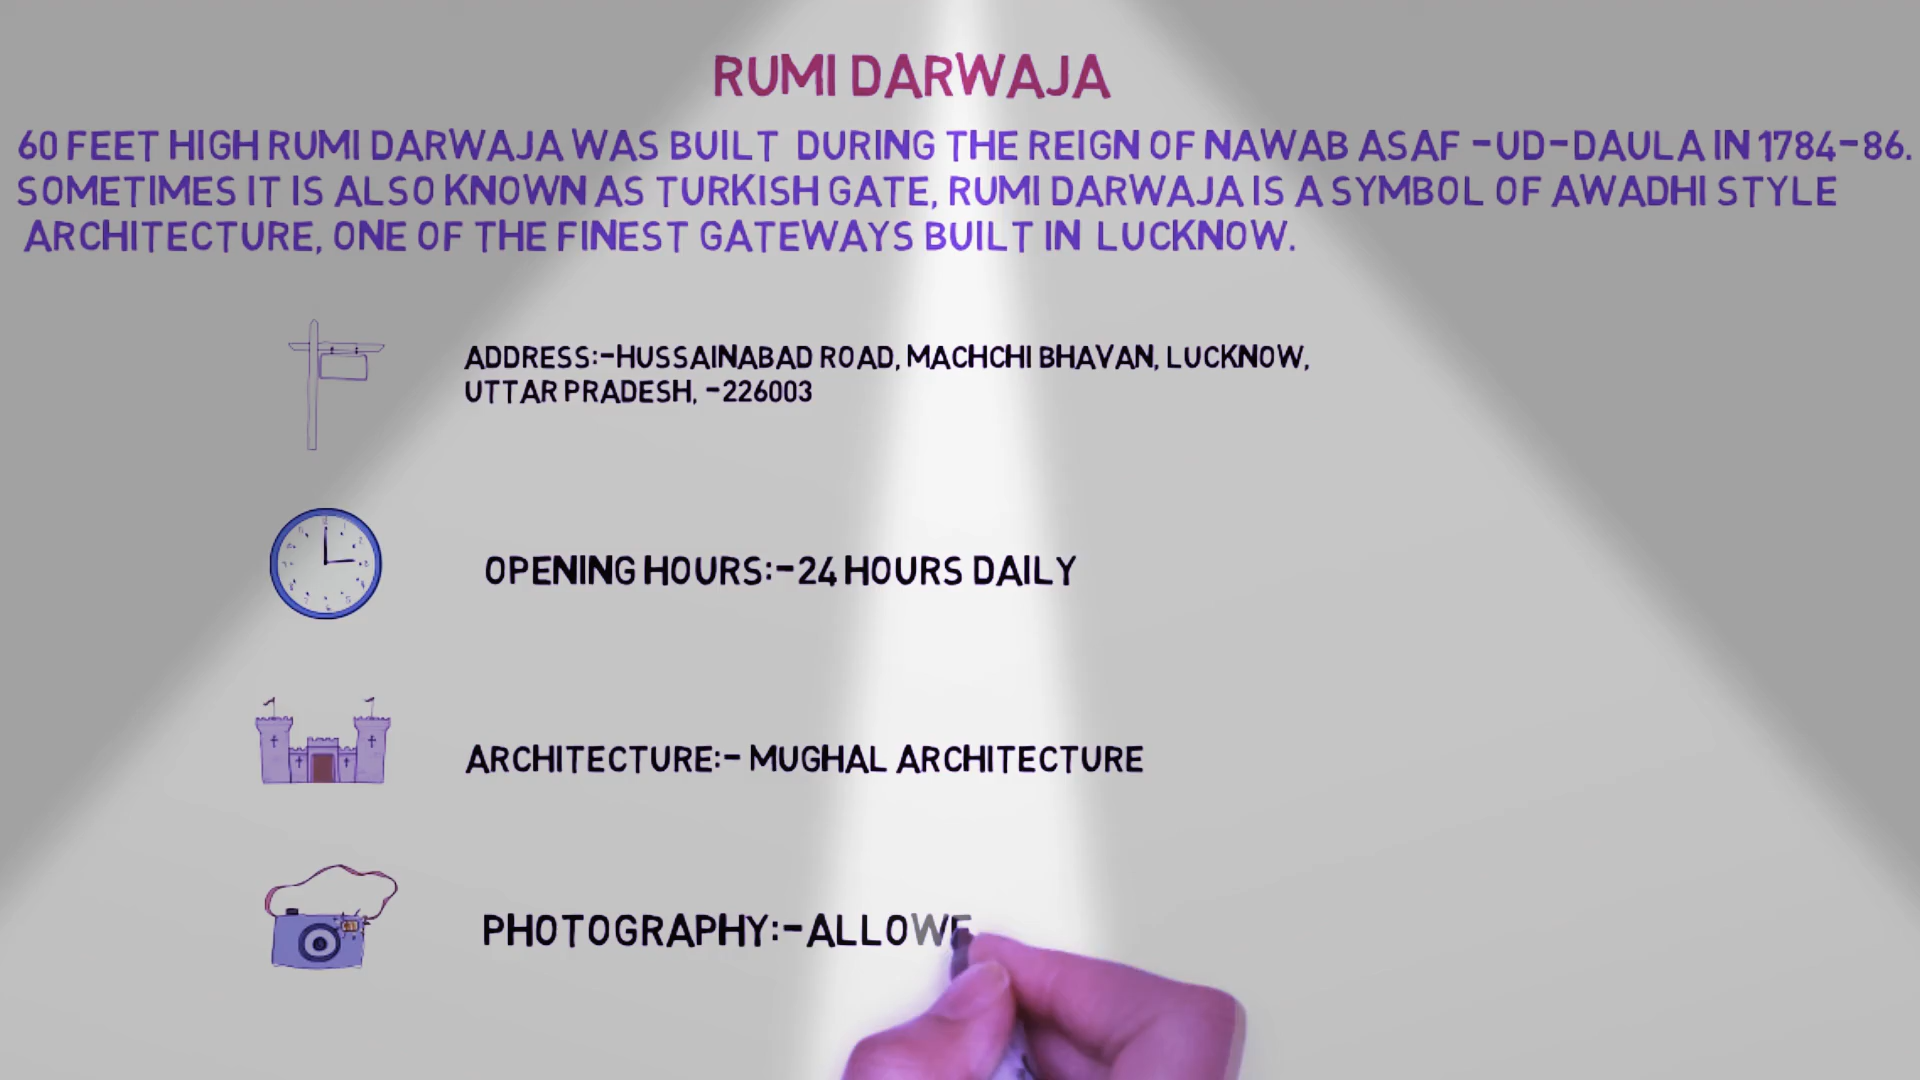 RUMI DARWAJA
60 FEET HIGH RUMI DARWAJA WAS BUILT DURING THE REIGN OF NAWAB ASAF -UD-DAULA IN 1784-86.
SOMETIMES IT IS ALSO KNOWN AS TURKISH GATE, RUMI DARWAJA IS A SYMBOL OF AWADHI STYLE
ARCHITECTURE, ONE OF THE FINEST GATEWAYS BUILT IN LUCKNOW.
ADDRESS:-HUSSAINABAD ROAD, MACHCHI BHAVAN, LUCKNOW,
UTTAR PRADESH, -226003
OPENING HOURS:-24 HOURS DAILY
ARCHITECTURE:- MUGHAL ARCHITECTURE
PHOTOGRAPHY:-ALLOWE